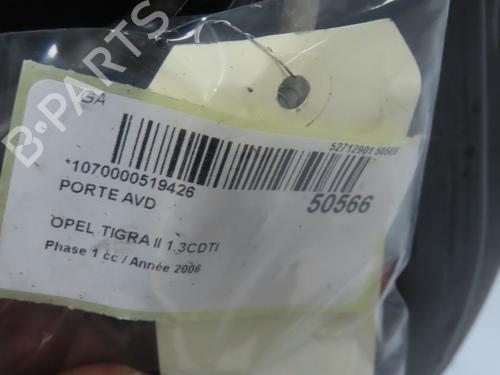 B-PARTS
GA
52712901 50566
*1070000519426
50566
PORTE AVD
OPEL TIGRA II 1.3CDTI
Phase 1 cc / Année 2006